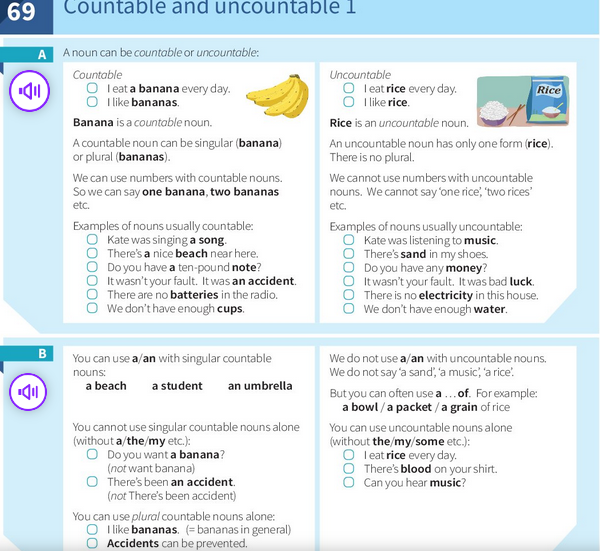 69
Countable and uncountable 1
A
A noun can be countable or uncountable:
Countable
I eat a banana every day.
I like bananas.
Banana is a countable noun.
A countable noun can be singular (banana)
or plural (bananas).
We can use numbers with countable nouns.
So we can say one banana, two bananas
etc.
Examples of nouns usually countable:
Kate was singing a song.
There's a nice beach near here.
Do you have a ten-pound note?
It wasn't your fault. It was an accident.
There are no batteries in the radio.
We don't have enough cups.
Uncountable
I eat rice every day.
I like rice.
Rice
Rice is an uncountable noun.
An uncountable noun has only one form (rice).
There is no plural.
We cannot use numbers with uncountable
nouns. We cannot say 'one rice', 'two rices'
etc.
Examples of nouns usually uncountable:
Kate was listening to music.
There's sand in my shoes.
Do you have any money?
It wasn't your fault. It was bad luck.
There is no electricity in this house.
We don't have enough water.
B
You can use a/an with singular countable
nouns:
a beach a student an umbrella
You cannot use singular countable nouns alone
(without a/the/my etc.):
Do you want a banana?
(not want banana)
There's been an accident.
(not There's been accident)
You can use plural countable nouns alone:
I like bananas. (= bananas in general)
Accidents can be prevented.
We do not use a/an with uncountable nouns.
We do not say 'a sand', 'a music', 'a rice'.
But you can often use a ... of. For example:
a bowl / a packet / a grain of rice
You can use uncountable nouns alone
(without the/my/some etc.):
I eat rice every day.
There's blood on your shirt.
Can you hear music?